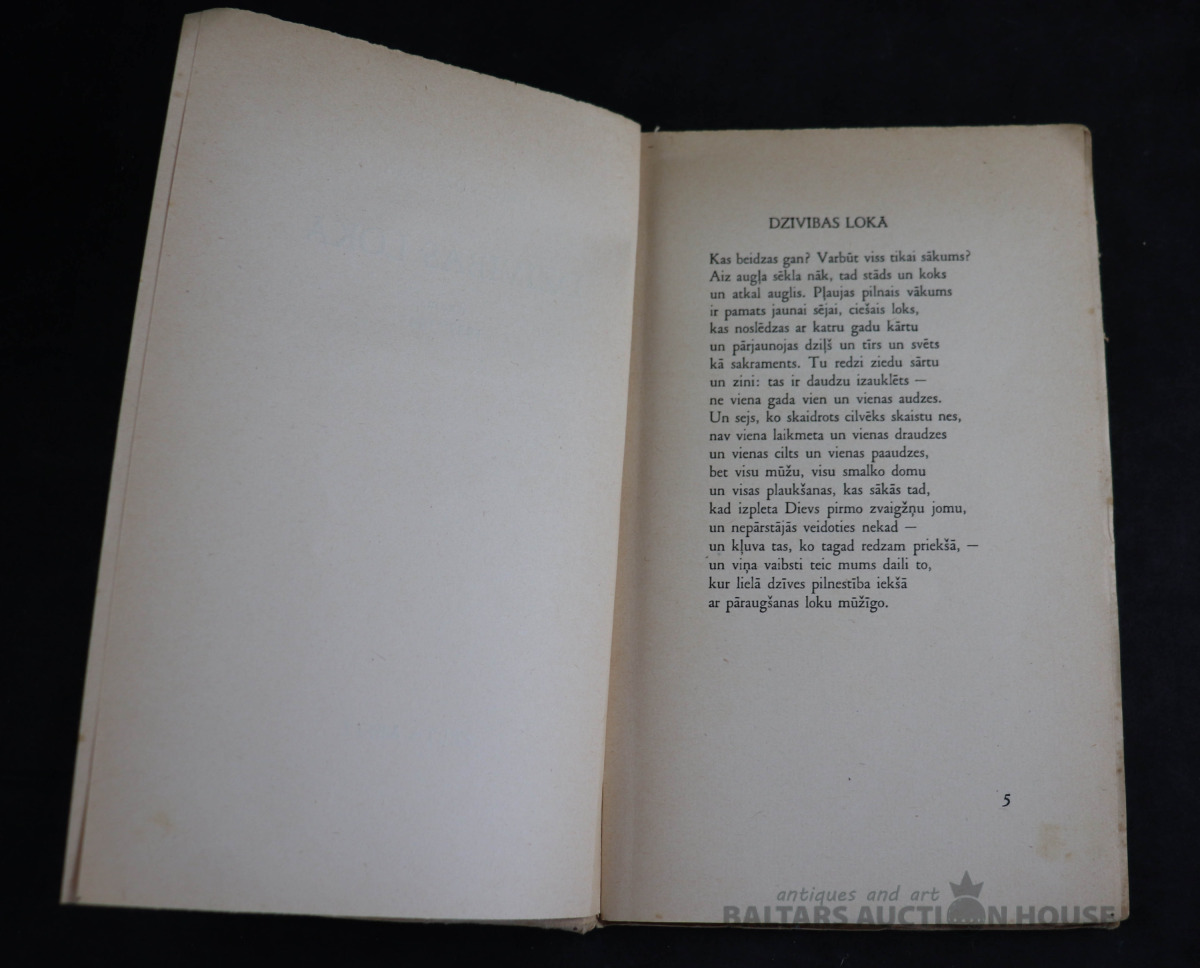 DZĪVĪBAS LOKĀ
Kas beidzas gan? Varbūt viss tikai sākums?
Aiz augļa sēkla nāk, tad stāds un koks
un atkal auglis. Pļaujas pilnais vākums
ir pamats jaunai sējai, ciešais loks,
kas noslēdzas ar katru gadu kārtu
un pārjaunojas dziļš un tīrs un svēts
kā sakraments. Tu redzi ziedu sārtu
un zini: tas ir daudzu izauklēts —
ne viena gada vien un vienas audzes.
Un sejs, ko skaidrots cilvēks skaistu nes,
nav viena laikmeta un vienas draudzes
un vienas cilts un vienas paaudzes,
bet visu mūžu, visu smalko domu
un visas plaukšanas, kas sākās tad,
kad izpleta Dievs pirmo zvaigžņu jomu,
un nepārstājās veidoties nekad —
un kļuva tas, ko tagad redzam priekšā, —
un viņa vaibsti teic mums daili to,
kur lielā dzīves pilnestība iekšā
ar pāraugšanas loku mūžīgo.
5
antiques and art
BALTARS AUCTION HOUSE